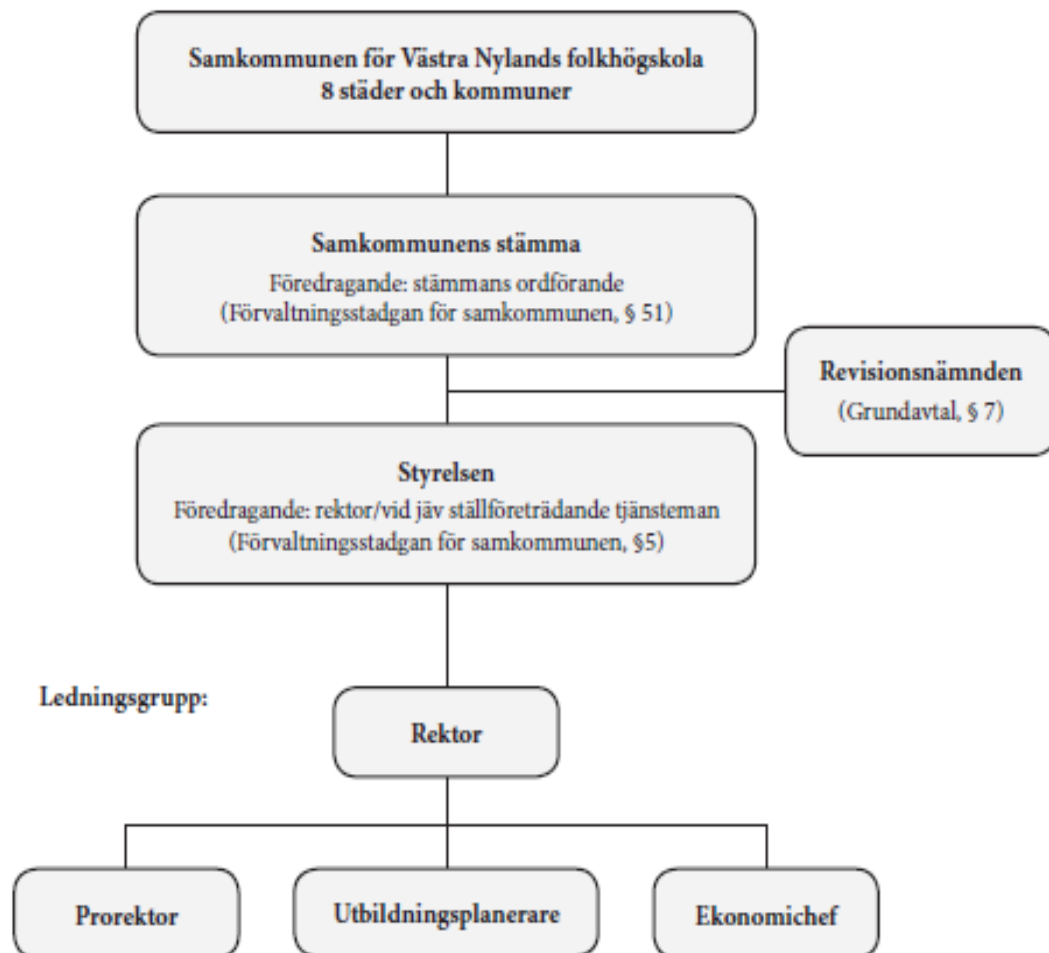 Samkommunen för Västra Nylands folkhögskola
8 städer och kommuner
Samkommunens stämma
Föredragande: stämmans ordförande
(Förvaltningsstadgan för samkommunen, § 51)
Revisionsnämnden
(Grundavtal, § 7)
Styrelsen
Föredragande: rektor/vid jäv ställföreträdande tjänsteman
(Förvaltningsstadgan för samkommunen, §5)
Ledningsgrupp:
Rektor
Prorektor
Utbildningsplanerare
Ekonomichef